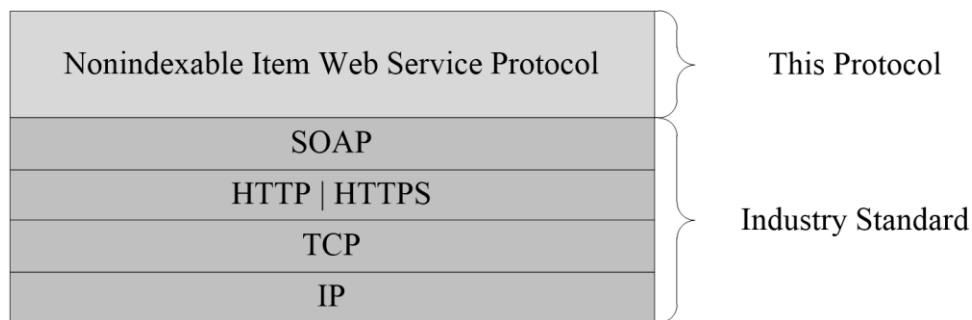 Nonindexable Item Web Service Protocol
This Protocol
SOAP
HTTP | HTTPS
TCP
IP
Industry Standard